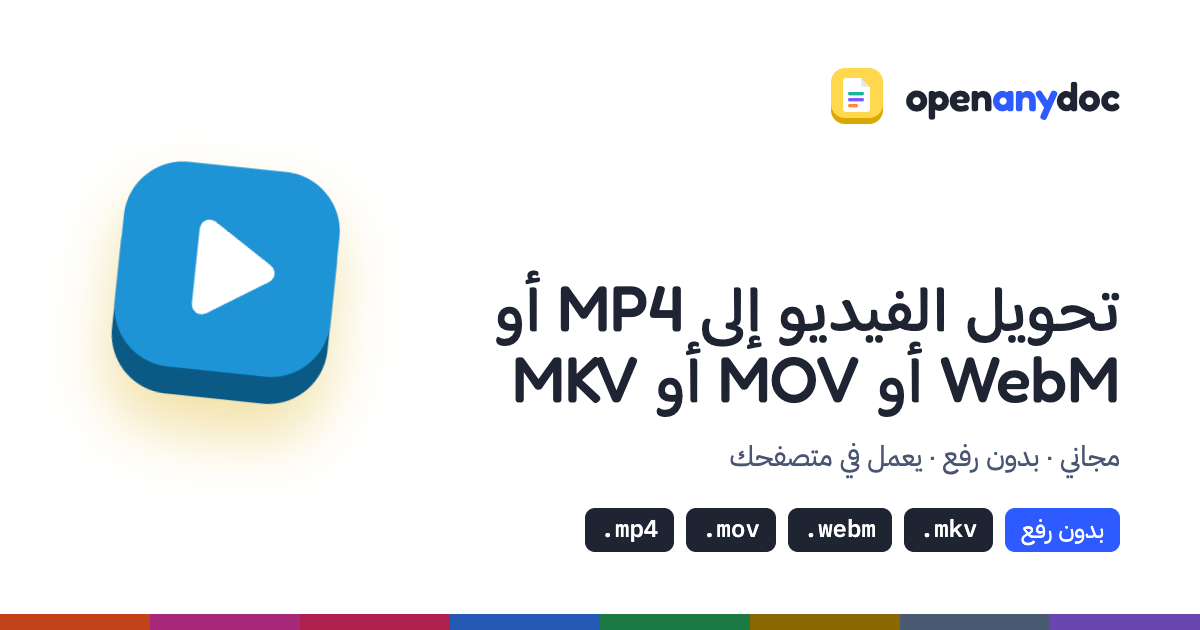 openanydoc
تحويل الفيديو إلى MP4 أو
WebM أو MOV أو MKV
مجاني · بدون رفع · يعمل في متصفحك
بدون رفع
.mkv
.webm
.mov
.mp4